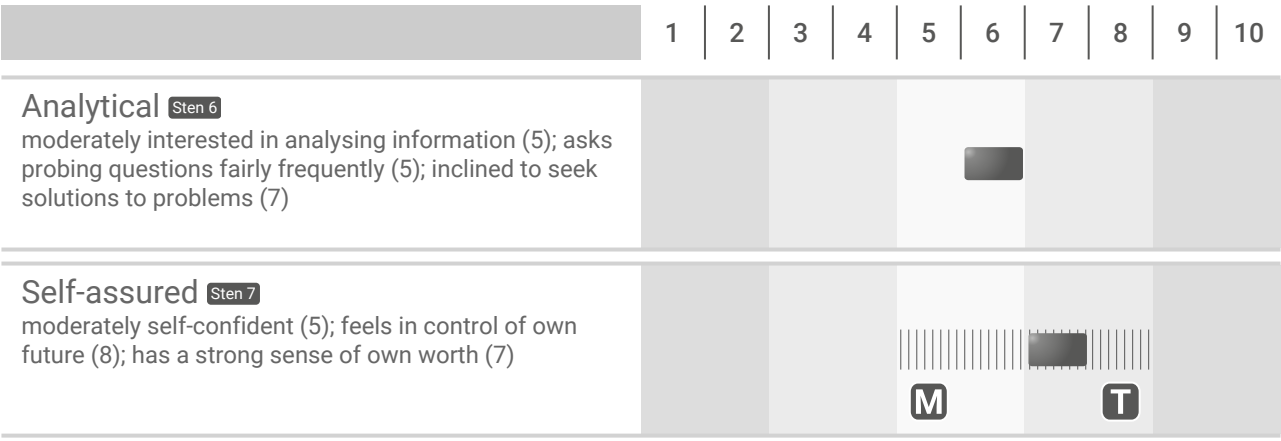 1 2 3 4 5 6 7 8 9 10
Analytical Sten 6
moderately interested in analysing information (5); asks
probing questions fairly frequently (5); inclined to seek
solutions to problems (7)
Self-assured Sten 7
moderately self-confident (5); feels in control of own
future (8); has a strong sense of own worth (7)
M T